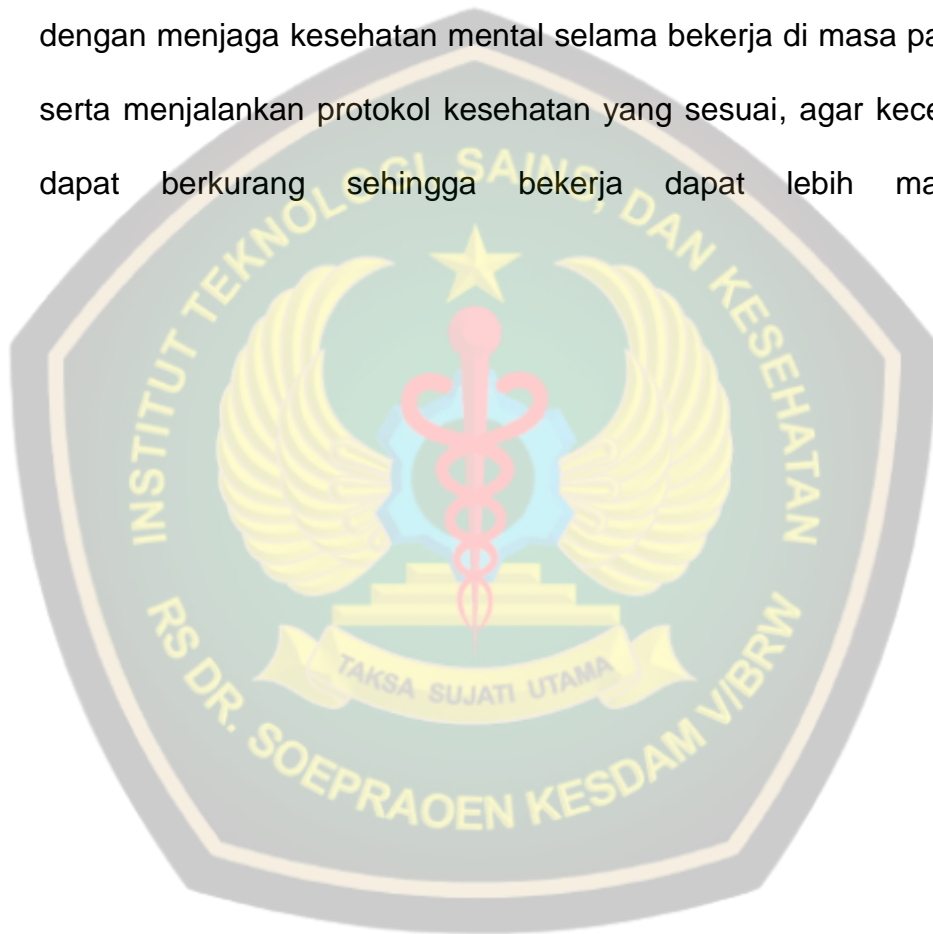 dengan menjaga kesehatan mental selama bekerja di masa
serta menjalankan protokol kesehatan yang sesuai, agar
dapat berkurang sehingga bekerja dapat lebih
INSTITUT TEKNOLOGI, SAINS, DAN KESEHATAN
TAKSA SUJATI UTAMA
RS DR. SOEPRAOEN KESDAM V/BRW